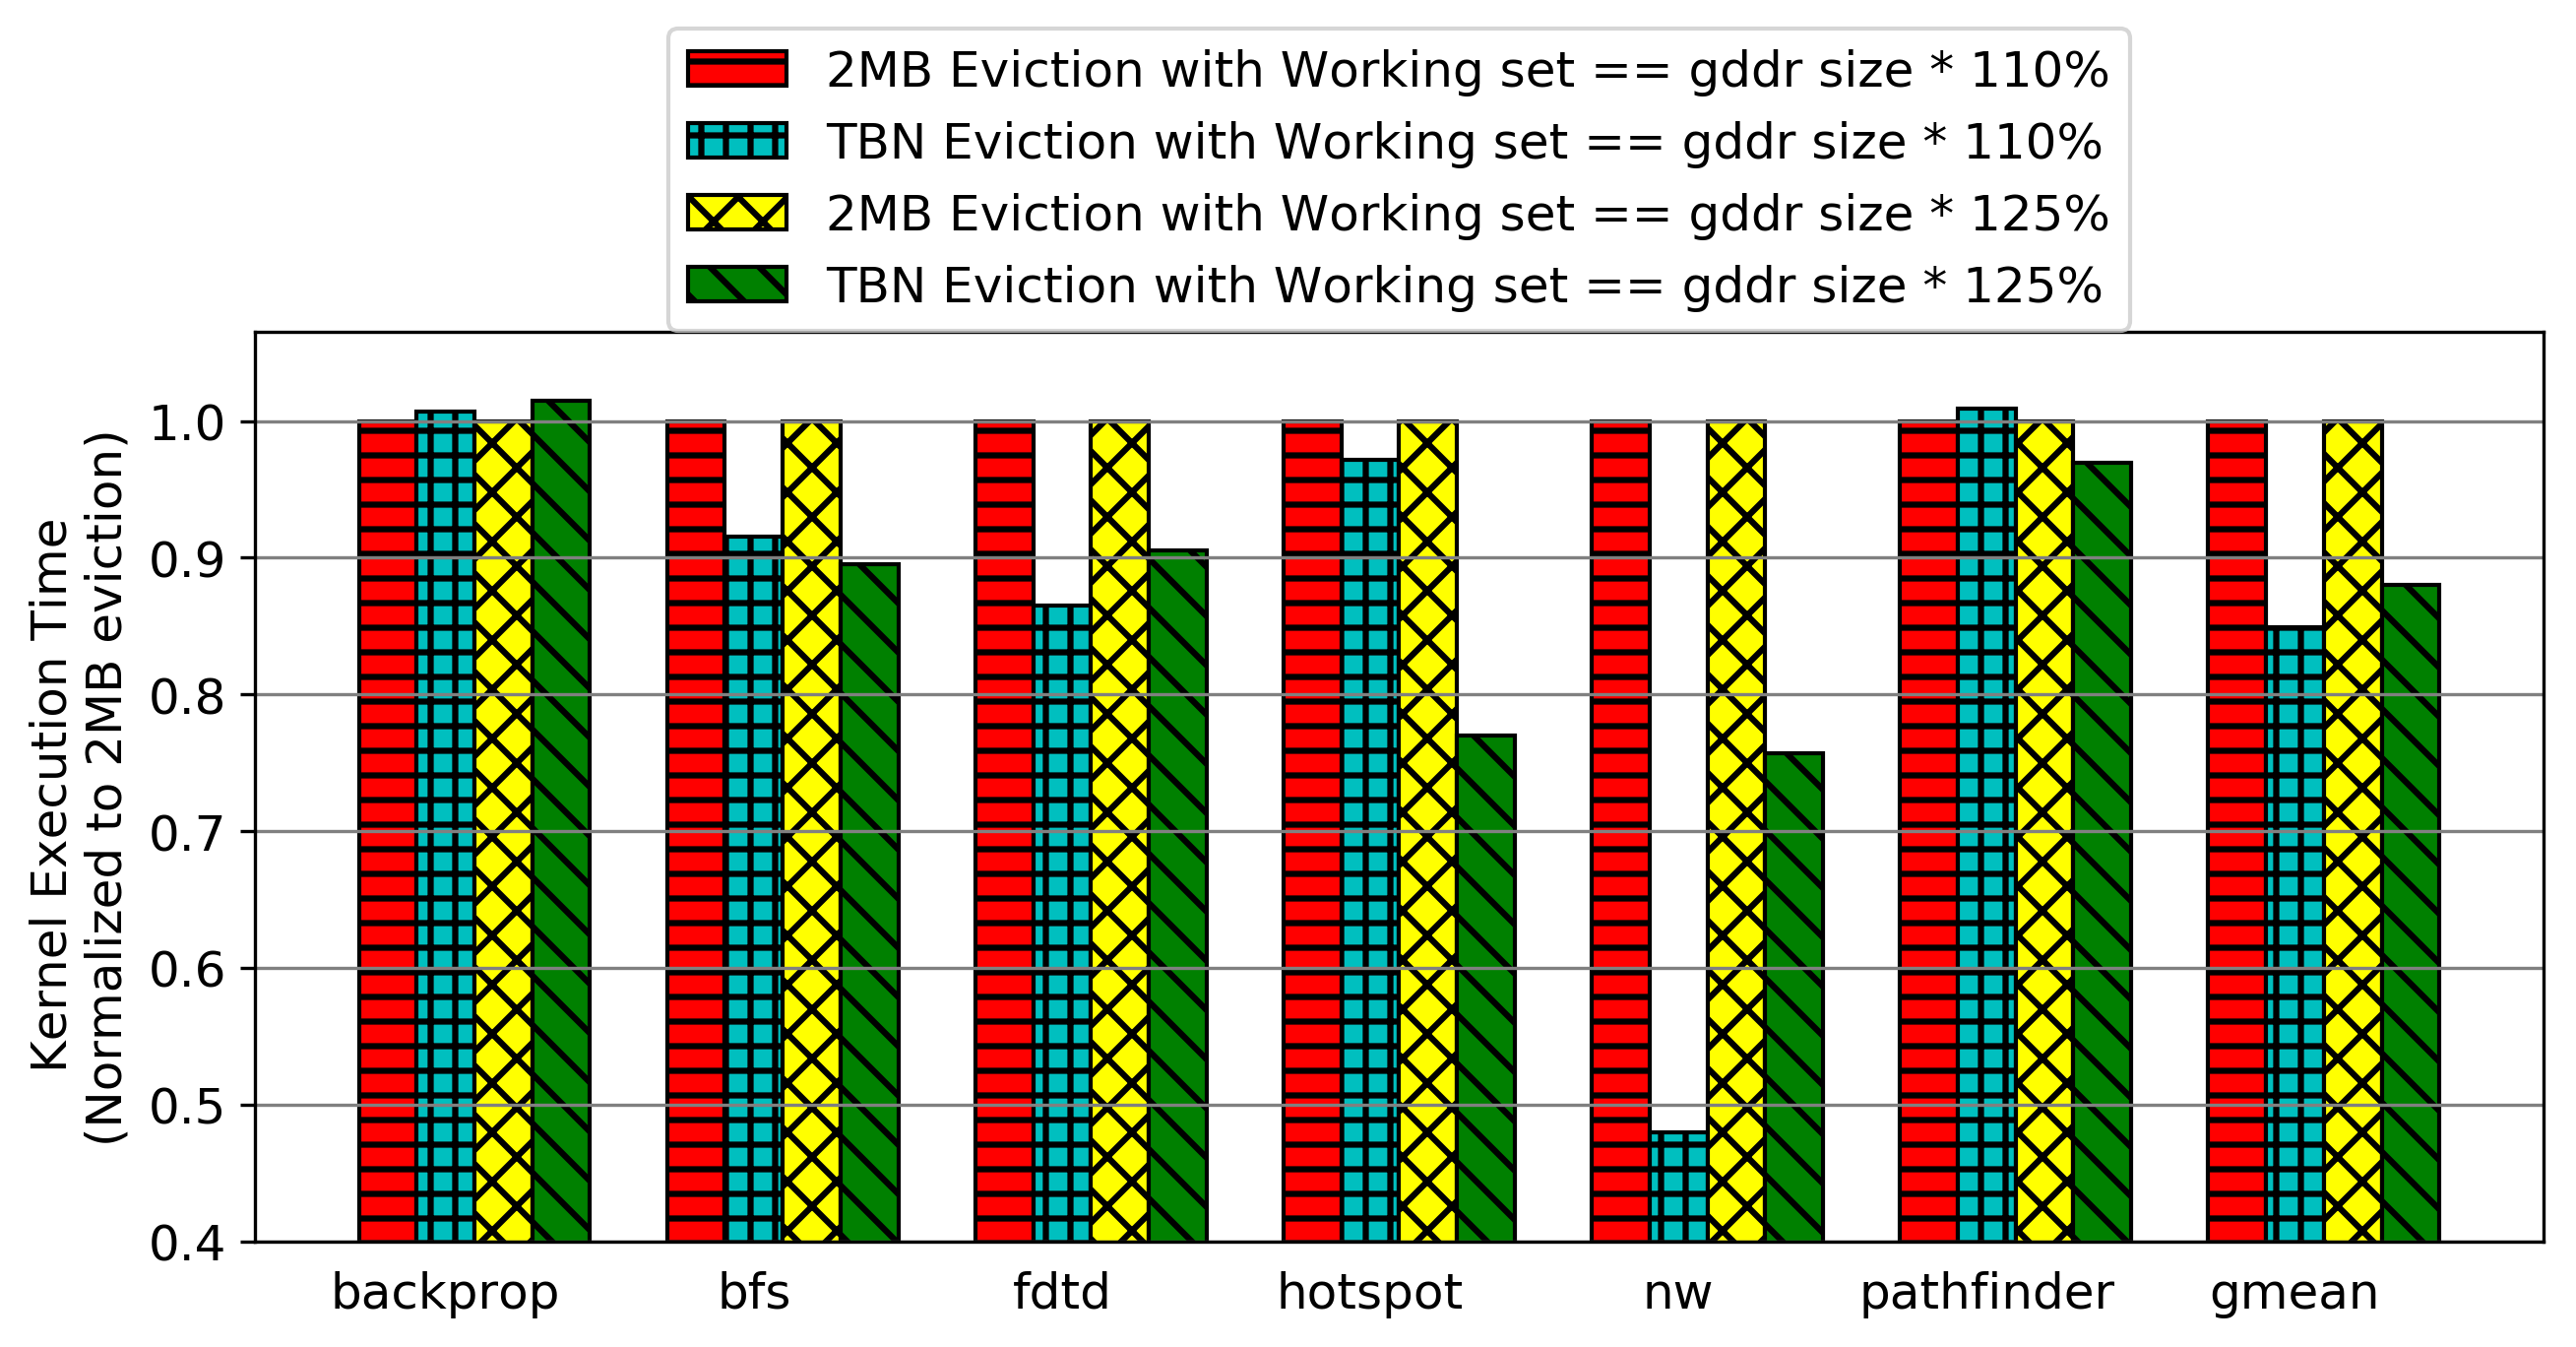 2MB Eviction with Working set == gddr size * 110%
TBN Eviction with Working set == gddr size * 110%
2MB Eviction with Working set == gddr size * 125%
TBN Eviction with Working set == gddr size * 125%
Kernel Execution Time
(Normalized to 2MB eviction)
1.0
0.9
0.8
0.7
0.6
0.5
0.4
backprop bfs fdtd hotspot nw pathfinder gmean